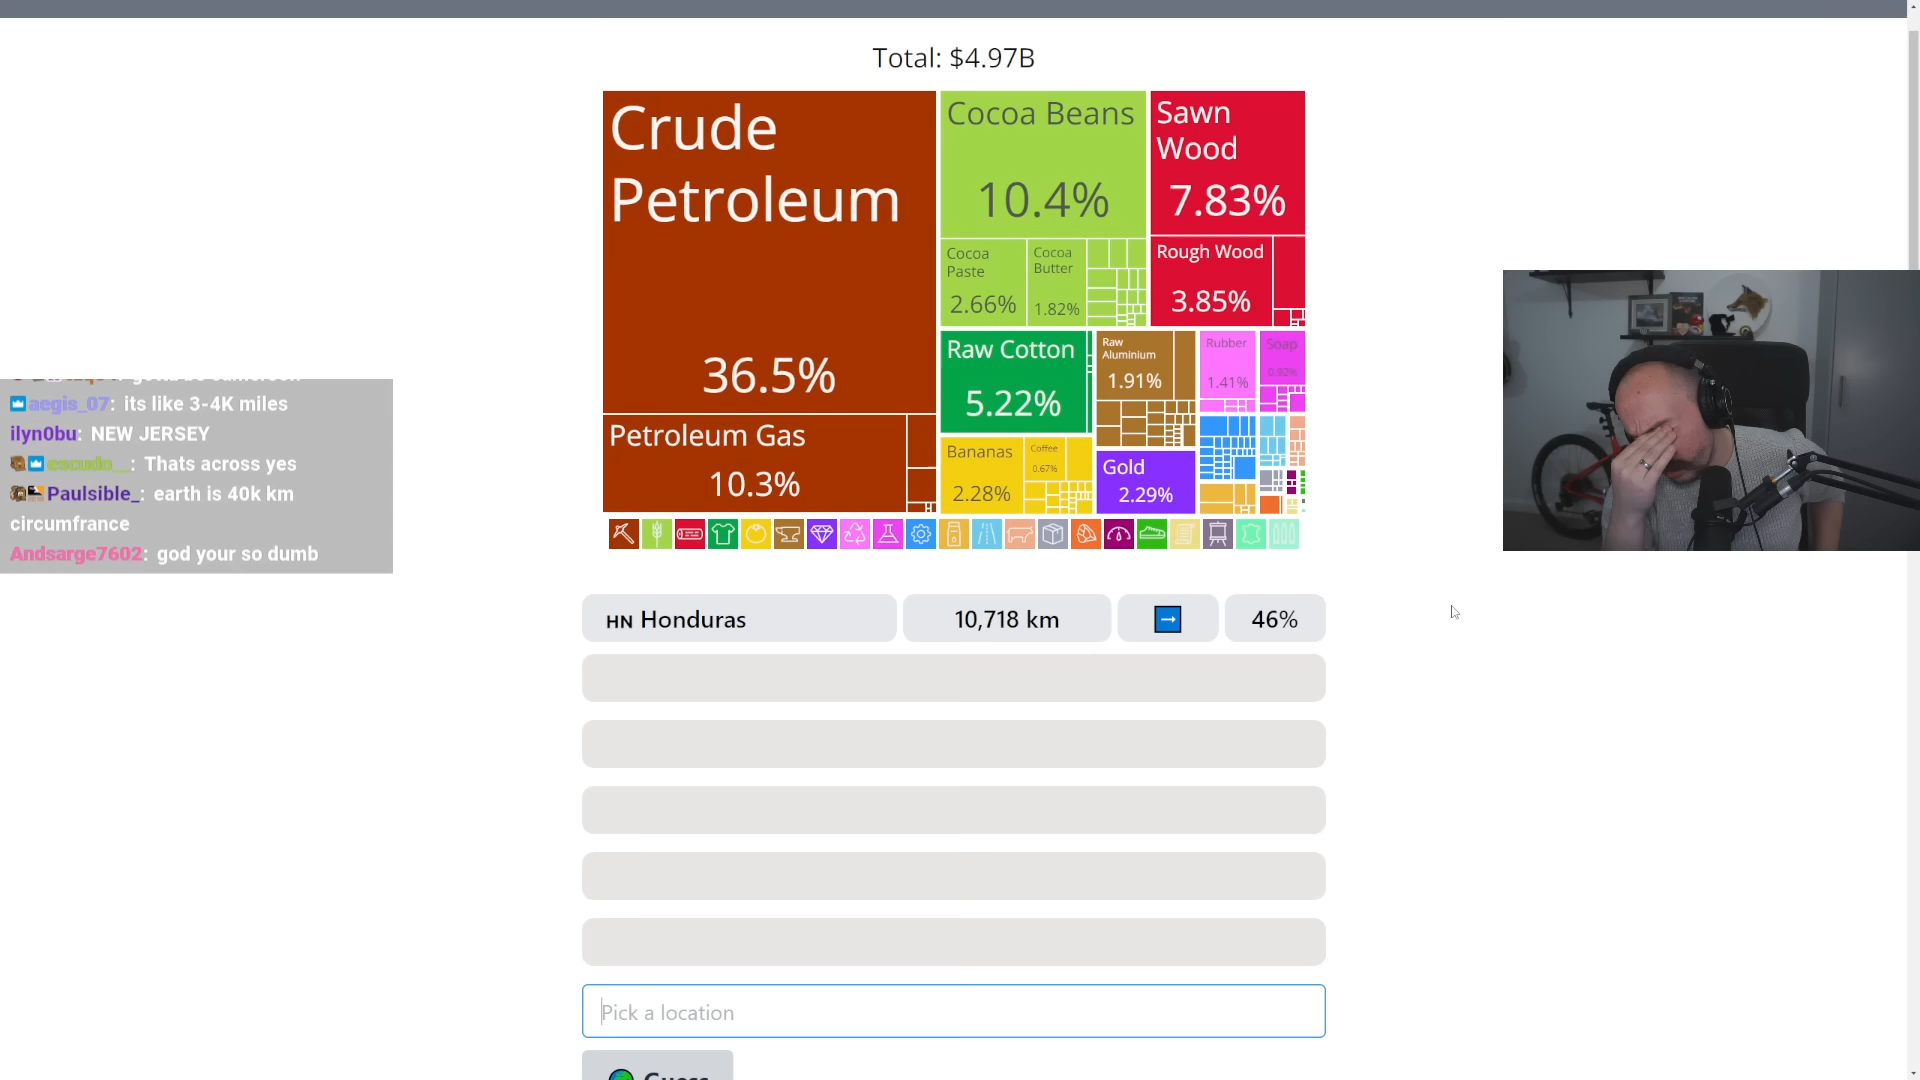 Total: $4.97B
Crude
Petroleum
36.5%
Petroleum Gas
10.3%
Cocoa Beans
10.4%
Cocoa
Paste
2.66%
Cocoa
Butter
1.82%
Sawn
Wood
7.83%
Rough Wood
3.85%
Raw Cotton
5.22%
Bananas
2.28%
Coffee
0.67%
Raw
Aluminium
1.91%
Gold
2.29%
Rubber
1.41%
Soap
0.92%
aegis_07: its like 3-4K miles
ilyn0bu: NEW JERSEY
escudo__: Thats across yes
Paulsible_: earth is 40k km
circumfrance
Andsarge7602: god your so dumb
HN Honduras
10,718 km
46%
Pick a location
Guess